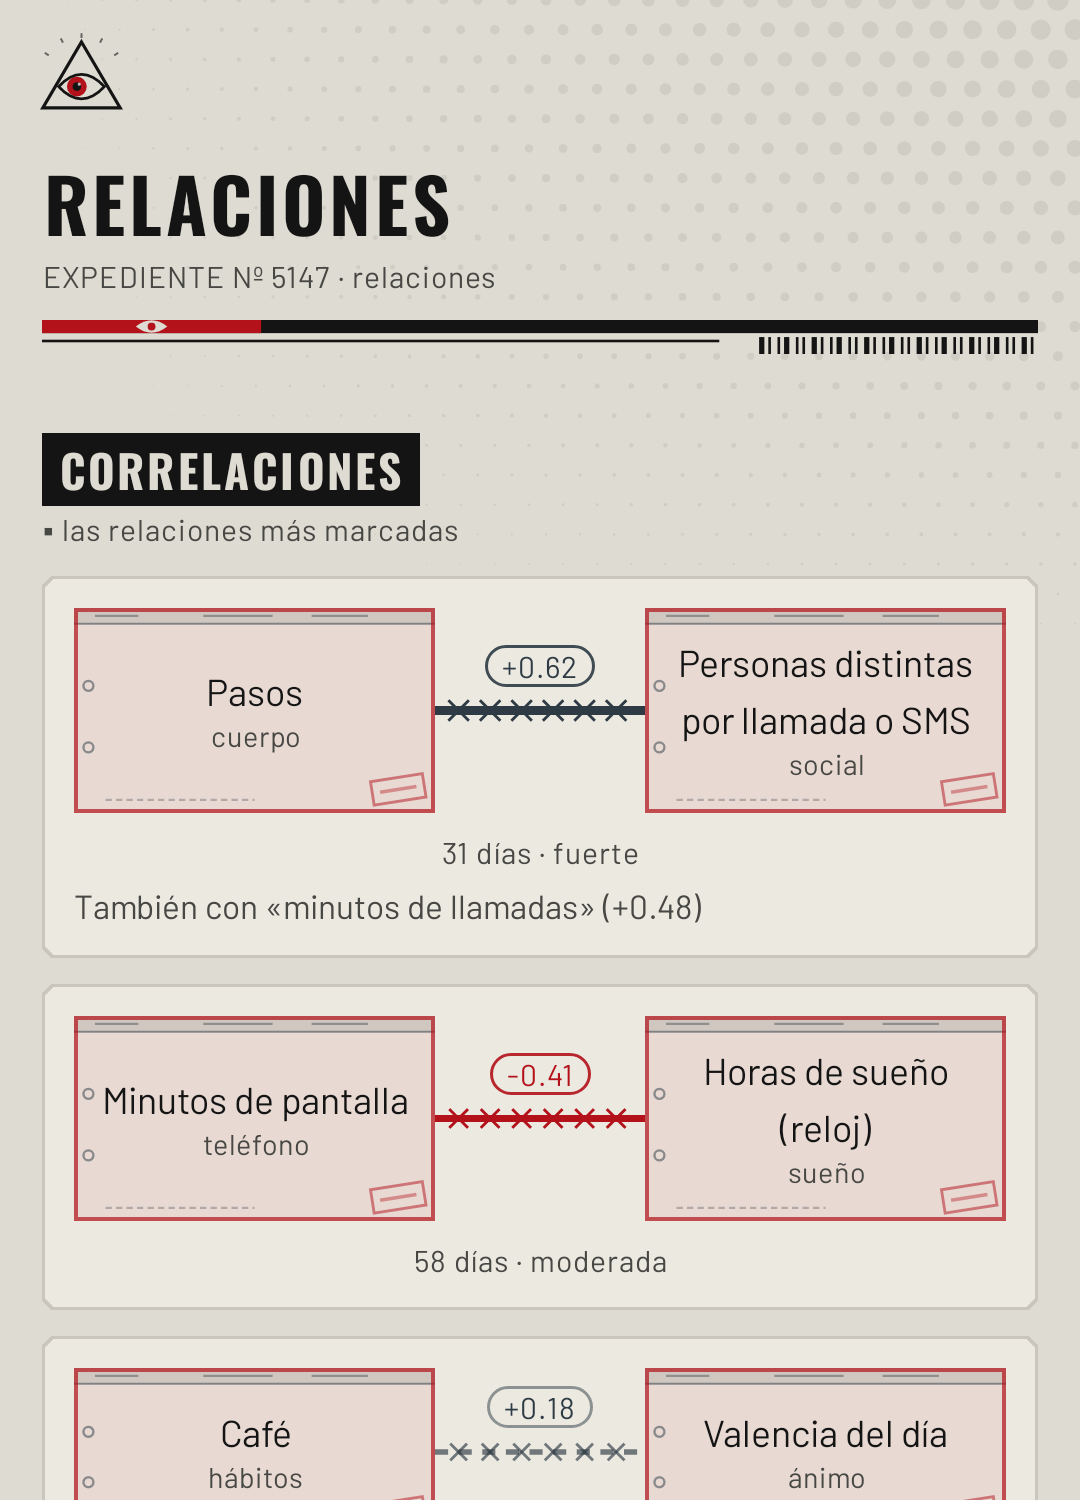 RELACIONES
EXPEDIENTE Nº 5147 · relaciones
CORRELACIONES
▪ las relaciones más marcadas
Pasos
cuerpo
+0.62
Personas distintas
por llamada o SMS
social
31 días · fuerte
También con «minutos de llamadas» (+0.48)
Minutos de pantalla
teléfono
-0.41
Horas de sueño
(reloj)
sueño
58 días · moderada
Café
hábitos
+0.18
Valencia del día
ánimo